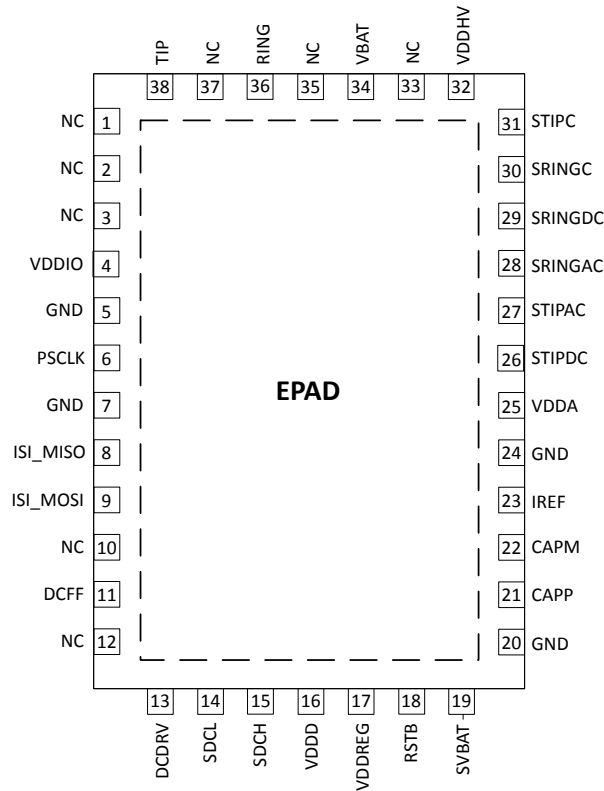 TIP NC RING NC VBAT NC VDDHV
38 37 36 35 34 33 32
NC 1
NC 2
NC 3
VDDIO 4
GND 5
PSCLK 6
GND 7
ISI_MISO 8
ISI_MOSI 9
NC 10
DCFF 11
NC 12
EPAD
31 STIPC
30 SRINGC
29 SRINGDC
28 SRINGAC
27 STIPAC
26 STIPDC
25 VDDA
24 GND
23 IREF
22 CAPM
21 CAPP
20 GND
13 14 15 16 17 18 19
DCDRV SDCL SDCH VDDD VDDREG RSTB SVBAT